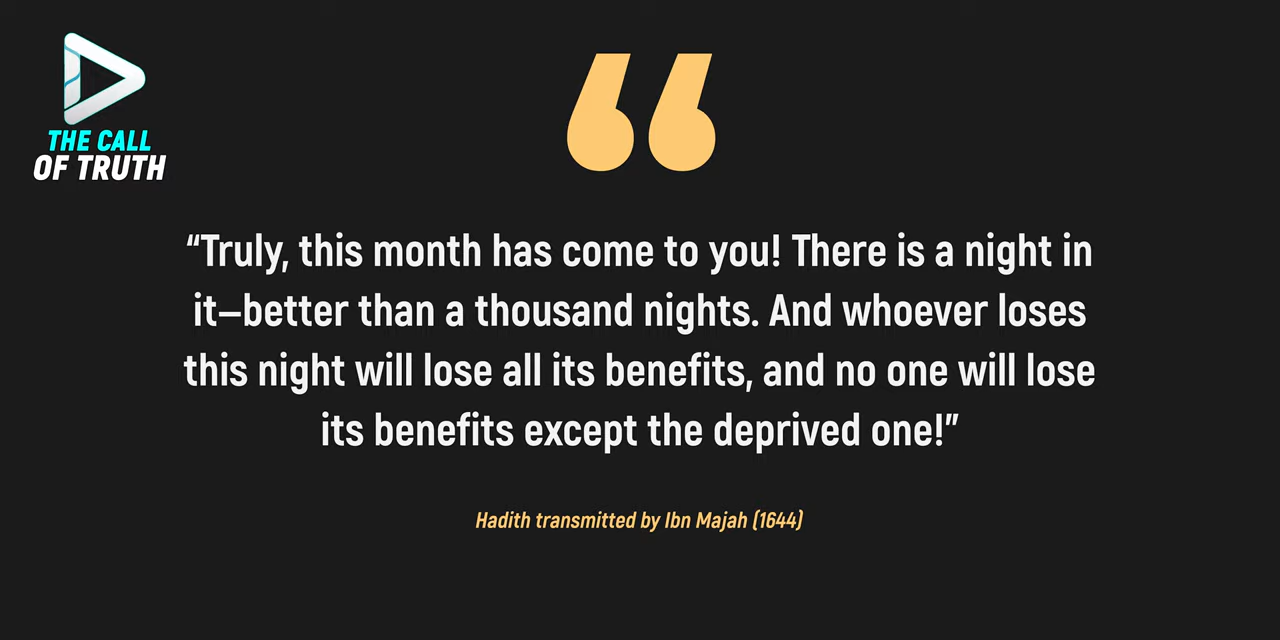 THE CALL
OF TRUTH
“
“Truly, this month has come to you! There is a night in
it—better than a thousand nights. And whoever loses
this night will lose all its benefits, and no one will lose
its benefits except the deprived one!”
Hadith transmitted by Ibn Majah (1644)